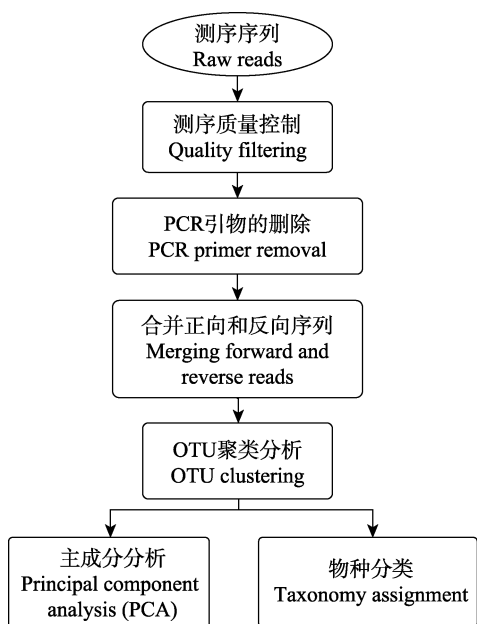 测序序列
Raw reads
测序质量控制
Quality filtering
PCR引物的删除
PCR primer removal
合并正向和反向序列
Merging forward and
reverse reads
OTU聚类分析
OTU clustering
主成分分析
Principal component
analysis (PCA)
物种分类
Taxonomy assignment